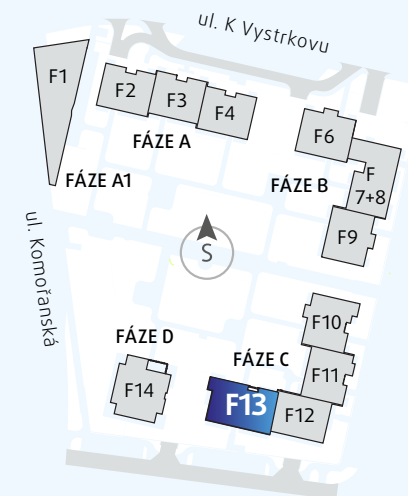 ul. K Vystrkovu
F1
F2
F3
F4
FÁZE A
F6
FÁZE A1
FÁZE B
F
7+8
F9
ul. Komořanská
S
F10
FÁZE D
FÁZE C
F11
F14
F13
F12